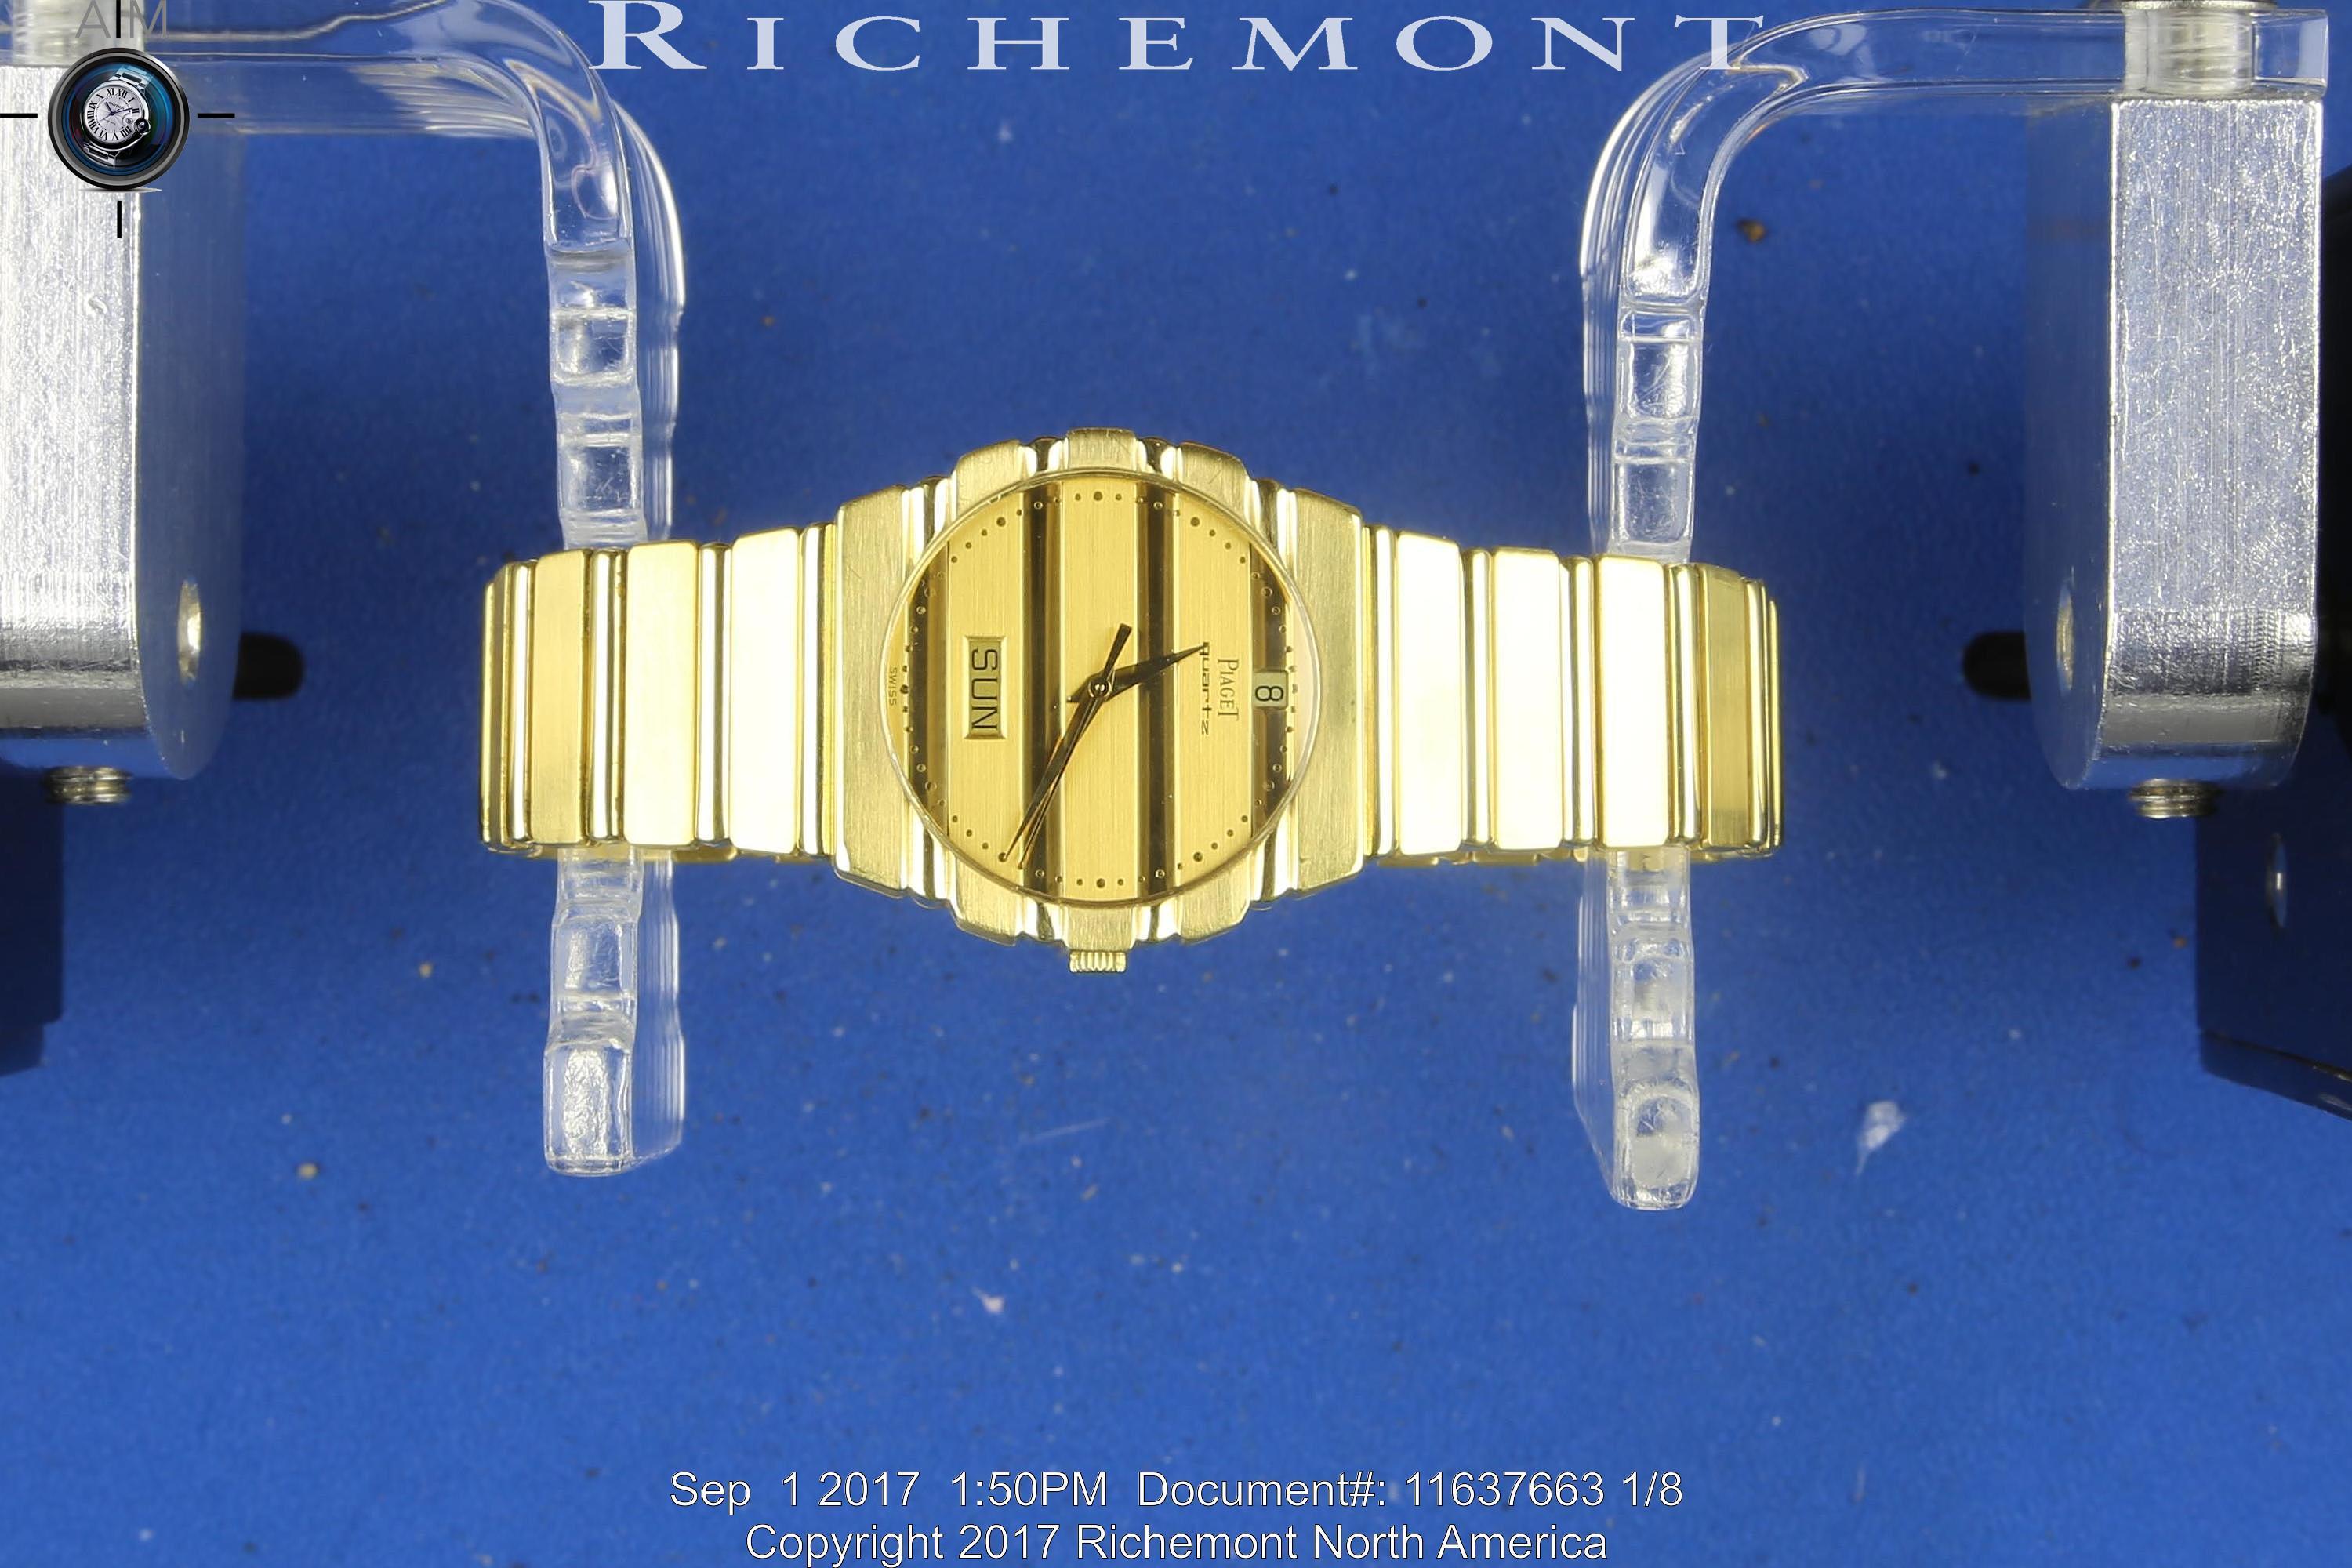 AIM
RICHEMONT
SUN
PIAGET
quartz
8
SWISS
Sep  1 2017  1:50PM  Document#: 11637663 1/8
Copyright 2017 Richemont North America